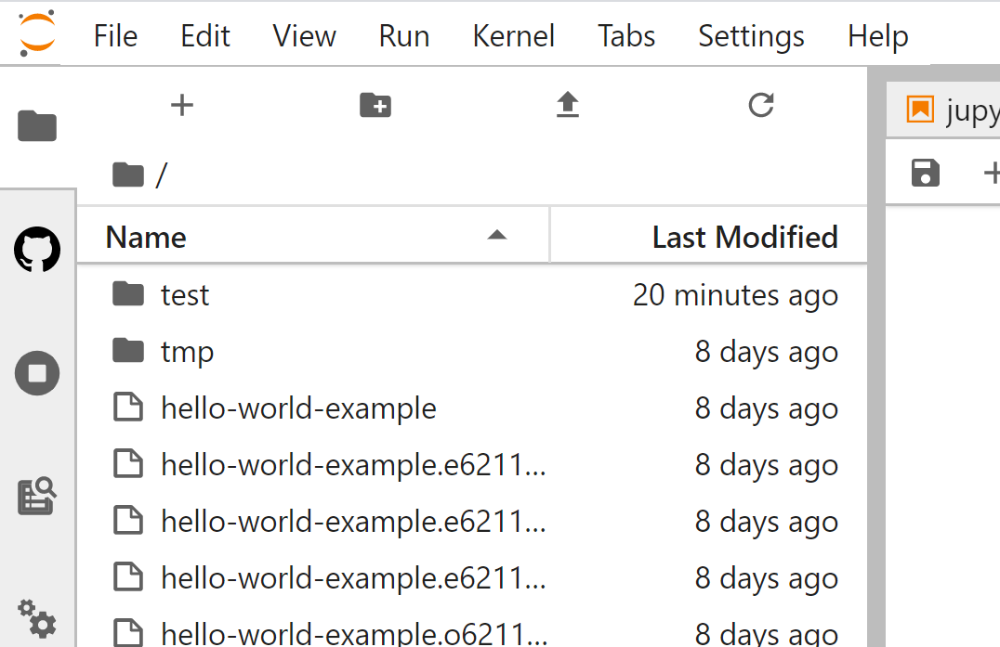 File Edit View Run Kernel Tabs Settings Help
jupy
/
Name Last Modified
test 20 minutes ago
tmp 8 days ago
hello-world-example 8 days ago
hello-world-example.e6211... 8 days ago
hello-world-example.e6211... 8 days ago
hello-world-example.e6211... 8 days ago
hello-world-example.o6211... 8 days ago